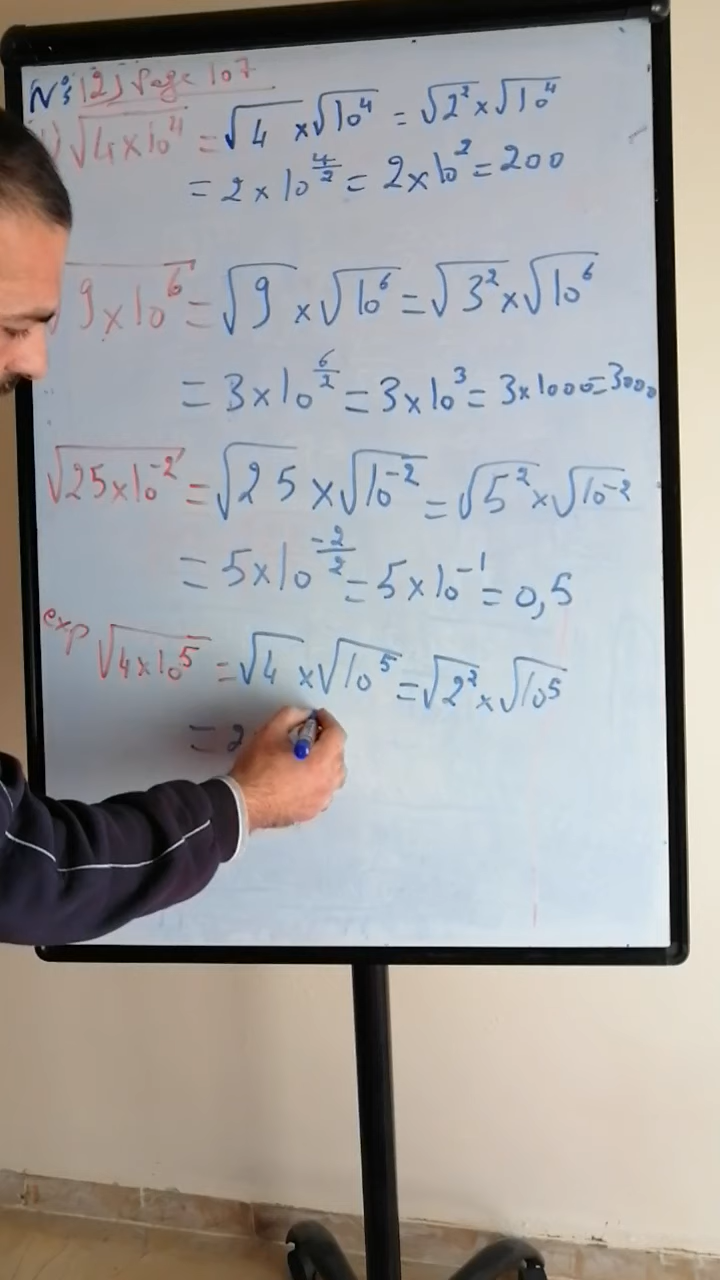 N°: 12) Page 107
1) √4×10⁴ = √4 × √10⁴ = √2² × √10⁴
= 2 × 10^(4/2) = 2 × 10² = 200
√9×10⁶ = √9 × √10⁶ = √3² × √10⁶
= 3 × 10^(6/2) = 3 × 10³ = 3×1000 = 3000
√25×10⁻² = √25 × √10⁻² = √5² × √10⁻²
= 5 × 10^(-2/2) = 5 × 10⁻¹ = 0,5
exp √4×10⁵ = √4 × √10⁵ = √2² × √10⁵
= 2